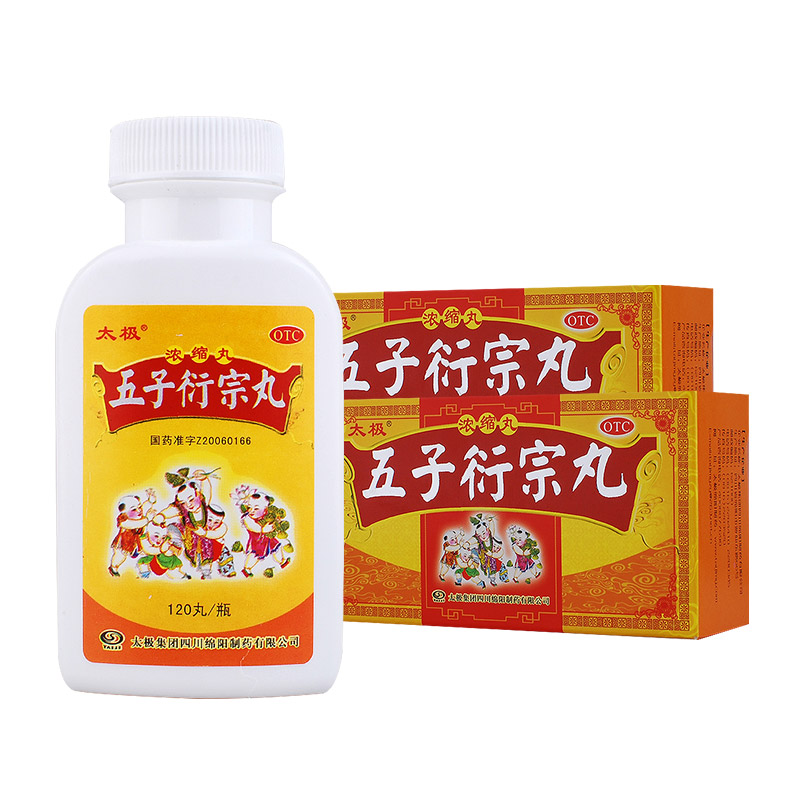 太极®
OTC
浓缩丸
五子衍宗丸
国药准字Z20060166
120丸/瓶
TAIJI
太极集团四川绵阳制药有限公司
浓缩丸
OTC
五子衍宗丸
太极®
浓缩丸
OTC
五子衍宗丸
太极集团四川绵阳制药有限公司